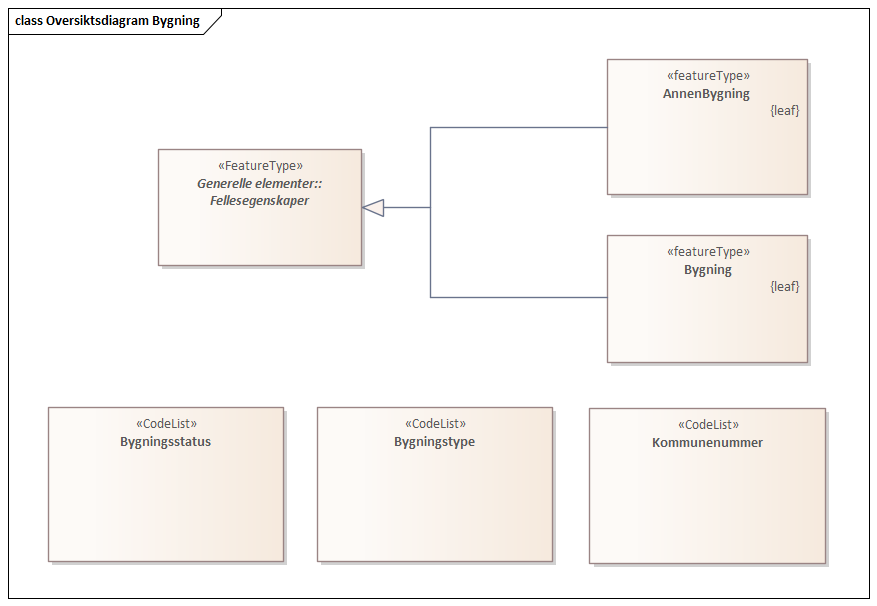 class Oversiktsdiagram Bygning
«featureType»
AnnenBygning
{leaf}
«FeatureType»
Generelle elementer::
Fellesegenskaper
«featureType»
Bygning
{leaf}
«CodeList»
Bygningsstatus
«CodeList»
Bygningstype
«CodeList»
Kommunenummer